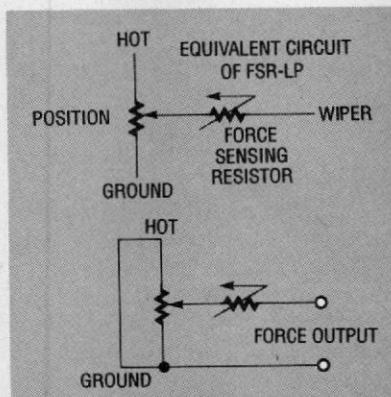 HOT
EQUIVALENT CIRCUIT
OF FSR-LP
POSITION
WIPER
FORCE
SENSING
RESISTOR
GROUND
HOT
FORCE OUTPUT
GROUND